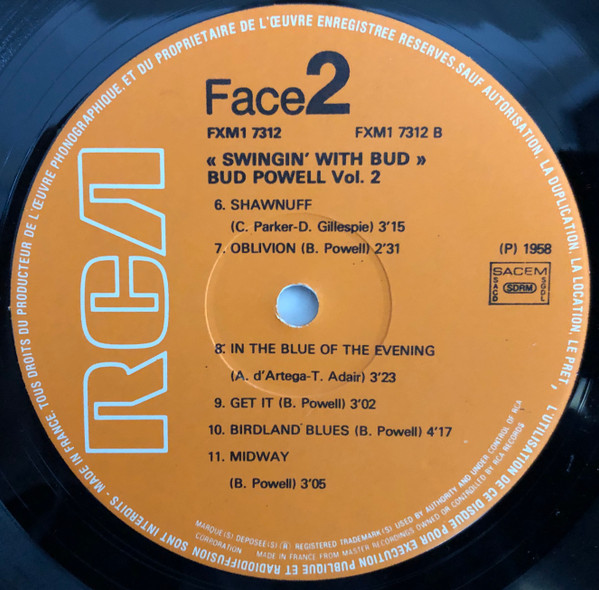 Face 2
FXM1 7312 FXM1 7312 B
« SWINGIN' WITH BUD »
BUD POWELL Vol. 2
6. SHAWNUFF
(C. Parker-D. Gillespie) 3'15
7. OBLIVION (B. Powell) 2'31
(P) 1958
SACEM
SACD SDRM SGDL
8. IN THE BLUE OF THE EVENING
(A. d'Artega-T. Adair) 3'23
9. GET IT (B. Powell) 3'02
10. BIRDLAND BLUES (B. Powell) 4'17
11. MIDWAY
(B. Powell) 3'05
RCA
MADE IN FRANCE. TOUS DROITS DU PRODUCTEUR DE L'ŒUVRE PHONOGRAPHIQUE, ET DU PROPRIETAIRE DE L'ŒUVRE ENREGISTREE RESERVES. SAUF AUTORISATION, LA DUPLICATION, LA LOCATION, LE PRET, L'UTILISATION DE CE DISQUE POUR EXECUTION PUBLIQUE ET RADIODIFFUSION SONT INTERDITS -
MARQUE(S) DEPOSEE(S) (R) REGISTERED TRADEMARK(S) USED BY AUTHORITY AND UNDER CONTROL OF RCA
CORPORATION MADE IN FRANCE FROM MASTER RECORDINGS OWNED OR CONTROLLED BY RCA RECORDS